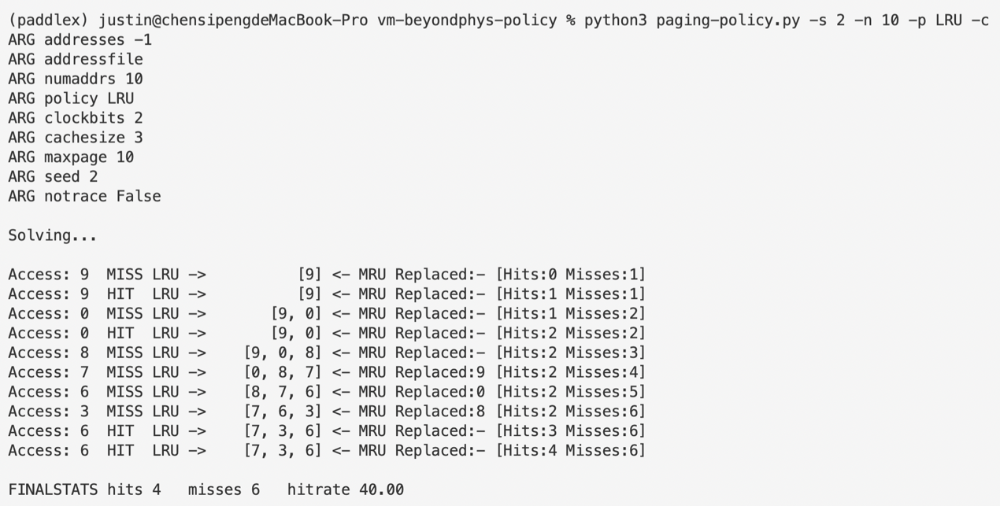 (paddlex) justin@chensipengdeMacBook-Pro vm-beyondphys-policy % python3 paging-policy.py -s 2 -n 10 -p LRU -c
ARG addresses -1
ARG addressfile
ARG numaddrs 10
ARG policy LRU
ARG clockbits 2
ARG cachesize 3
ARG maxpage 10
ARG seed 2
ARG notrace False

Solving...

Access: 9  MISS LRU ->          [9] <- MRU Replaced:- [Hits:0 Misses:1]
Access: 9  HIT  LRU ->          [9] <- MRU Replaced:- [Hits:1 Misses:1]
Access: 0  MISS LRU ->       [9, 0] <- MRU Replaced:- [Hits:1 Misses:2]
Access: 0  HIT  LRU ->       [9, 0] <- MRU Replaced:- [Hits:2 Misses:2]
Access: 8  MISS LRU ->    [9, 0, 8] <- MRU Replaced:- [Hits:2 Misses:3]
Access: 7  MISS LRU ->    [0, 8, 7] <- MRU Replaced:9 [Hits:2 Misses:4]
Access: 6  MISS LRU ->    [8, 7, 6] <- MRU Replaced:0 [Hits:2 Misses:5]
Access: 3  MISS LRU ->    [7, 6, 3] <- MRU Replaced:8 [Hits:2 Misses:6]
Access: 6  HIT  LRU ->    [7, 3, 6] <- MRU Replaced:- [Hits:3 Misses:6]
Access: 6  HIT  LRU ->    [7, 3, 6] <- MRU Replaced:- [Hits:4 Misses:6]

FINALSTATS hits 4   misses 6   hitrate 40.00